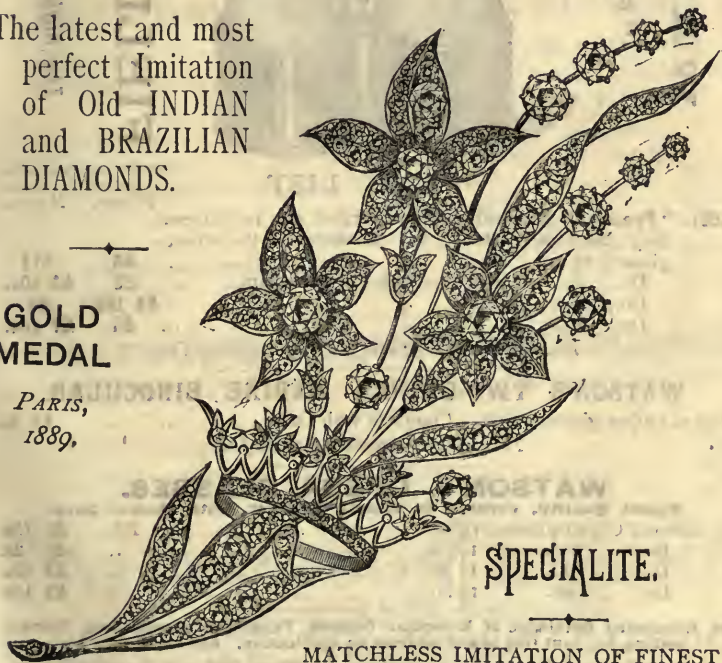 The latest and most
perfect Imitation
of Old INDIAN
and BRAZILIAN
DIAMONDS.
GOLD
MEDAL
PARIS,
1889.
SPECIALITE.
MATCHLESS IMITATION OF FINEST